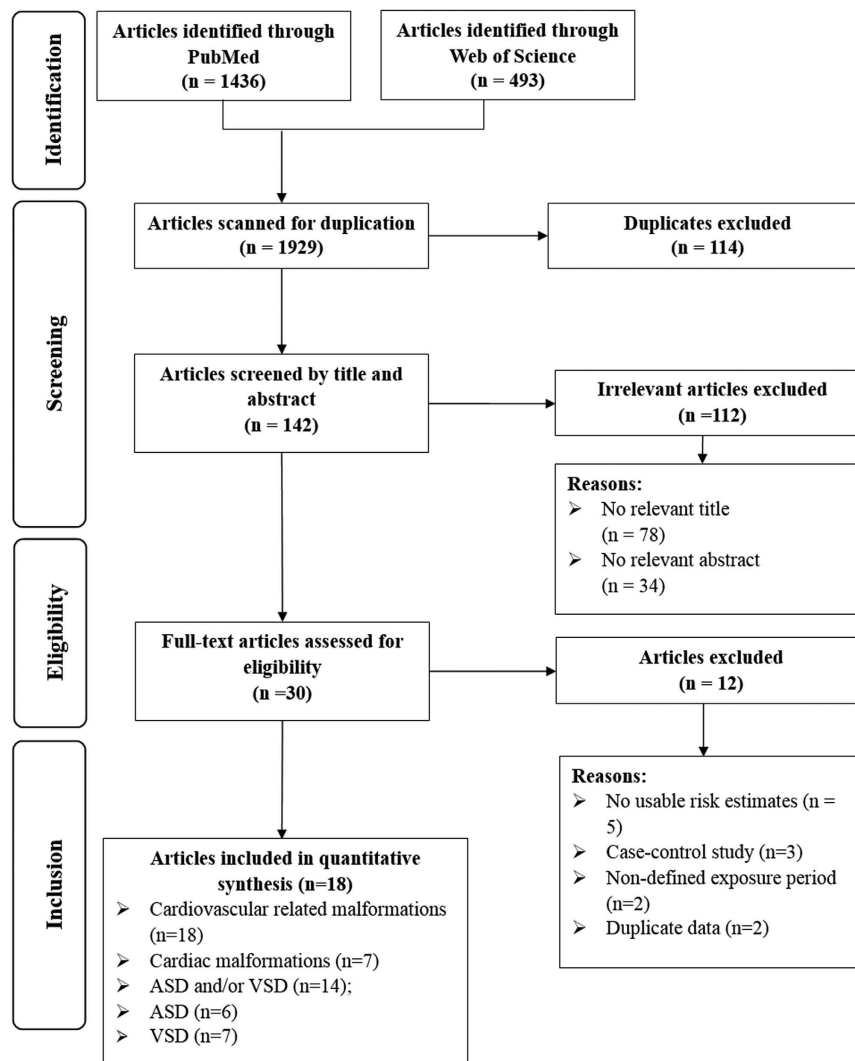 Identification
Articles identified through
PubMed
(n = 1436)
Articles identified through
Web of Science
(n = 493)
Screening
Articles scanned for duplication
(n = 1929)
Duplicates excluded
(n = 114)
Articles screened by title and
abstract
(n = 142)
Irrelevant articles excluded
(n =112)
Reasons:
➢ No relevant title
(n = 78)
➢ No relevant abstract
(n = 34)
Eligibility
Full-text articles assessed for
eligibility
(n =30)
Articles excluded
(n = 12)
Reasons:
➢ No usable risk estimates (n =
5)
➢ Case-control study (n=3)
➢ Non-defined exposure period
(n=2)
➢ Duplicate data (n=2)
Inclusion
Articles included in quantitative
synthesis (n=18)
➢ Cardiovascular related malformations
(n=18)
➢ Cardiac malformations (n=7)
➢ ASD and/or VSD (n=14);
➢ ASD (n=6)
➢ VSD (n=7)